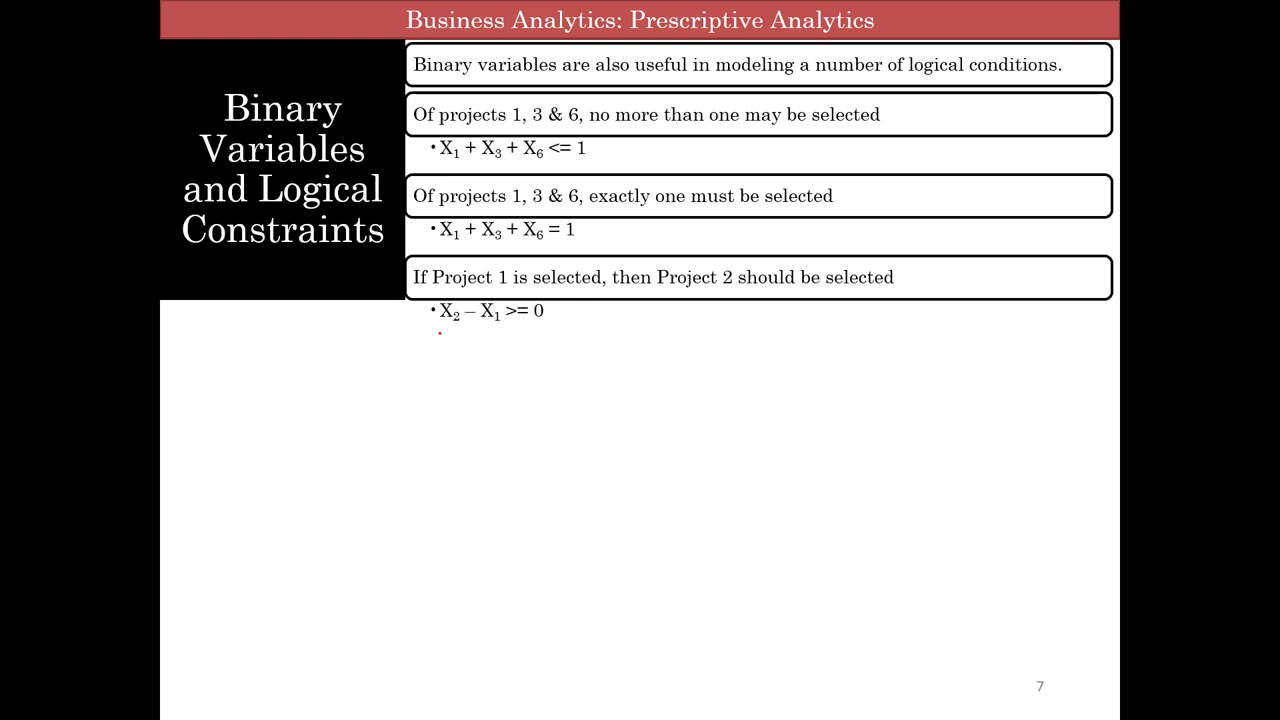 Business Analytics: Prescriptive Analytics
Binary
Variables
and Logical
Constraints
Binary variables are also useful in modeling a number of logical conditions.
Of projects 1, 3 & 6, no more than one may be selected
• X₁ + X₃ + X₆ <= 1
Of projects 1, 3 & 6, exactly one must be selected
• X₁ + X₃ + X₆ = 1
If Project 1 is selected, then Project 2 should be selected
• X₂ – X₁ >= 0
7